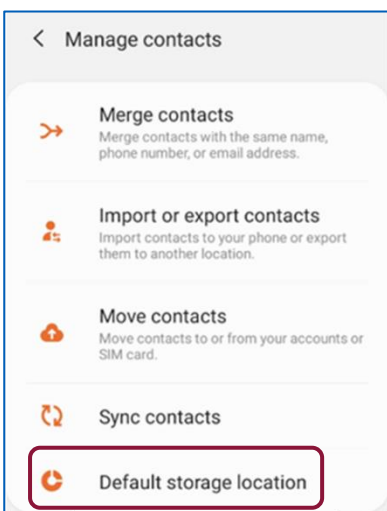 Manage contacts
Merge contacts
Merge contacts with the same name,
phone number, or email address.
Import or export contacts
Import contacts to your phone or export
them to another location.
Move contacts
Move contacts to or from your accounts or
SIM card.
Sync contacts
Default storage location